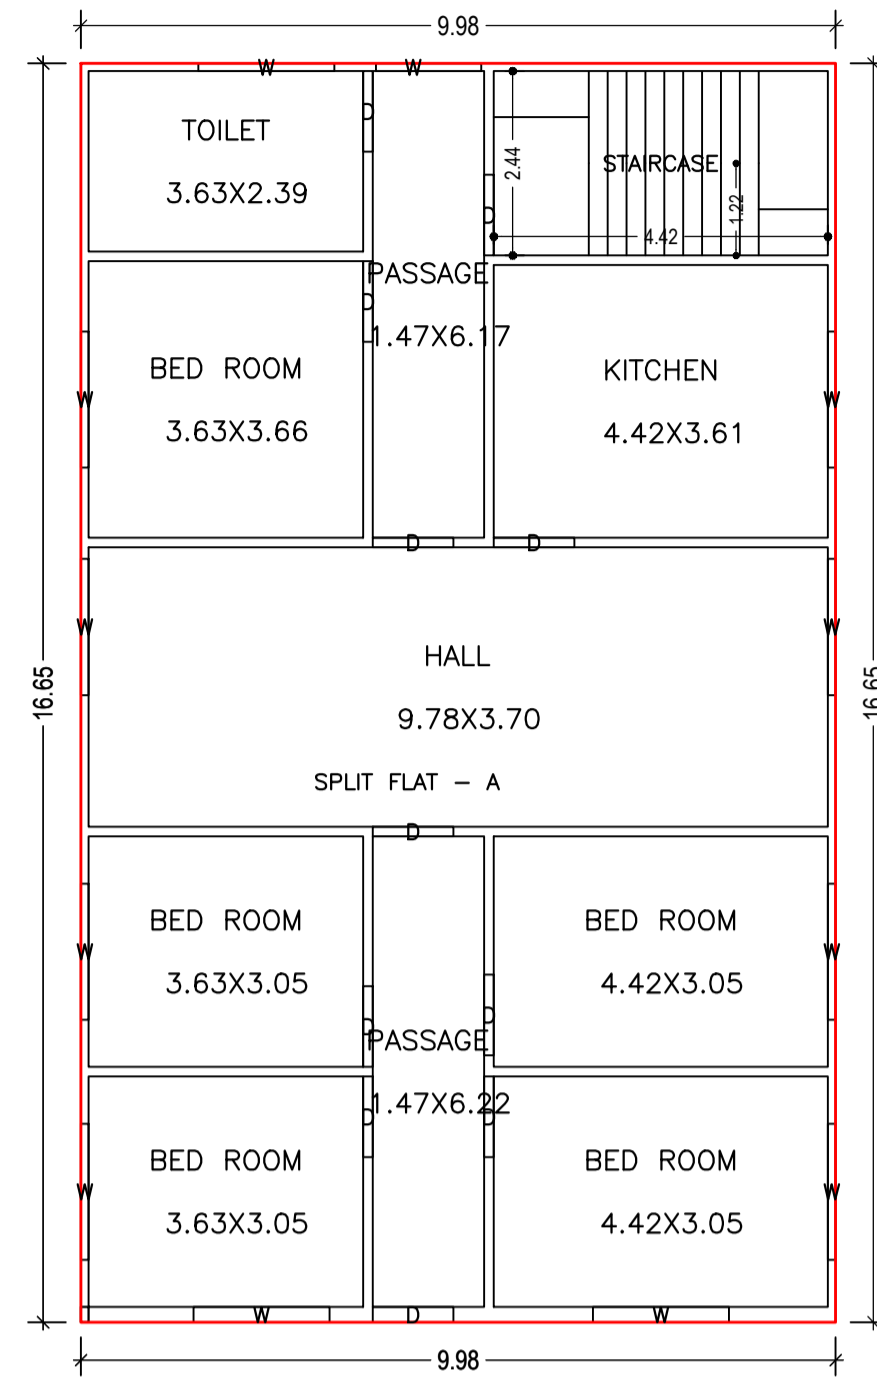 9.98
W W
TOILET
3.63X2.39
D
2.44
STAIRCASE
1.22
D
4.42
PASSAGE
1.47X6.17
D
BED ROOM
3.63X3.66
KITCHEN
4.42X3.61
W W
D D
W W
HALL
9.78X3.70
16.65
16.65
SPLIT FLAT - A
D
BED ROOM
3.63X3.05
BED ROOM
4.42X3.05
W W
D D
PASSAGE
1.47X6.22
D D
BED ROOM
3.63X3.05
BED ROOM
4.42X3.05
W W
W D W
9.98